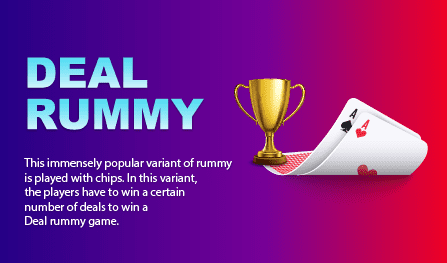 DEAL
RUMMY
This immensely popular variant of rummy
is played with chips. In this variant,
the players have to win a certain
number of deals to win a
Deal rummy game.
A
A